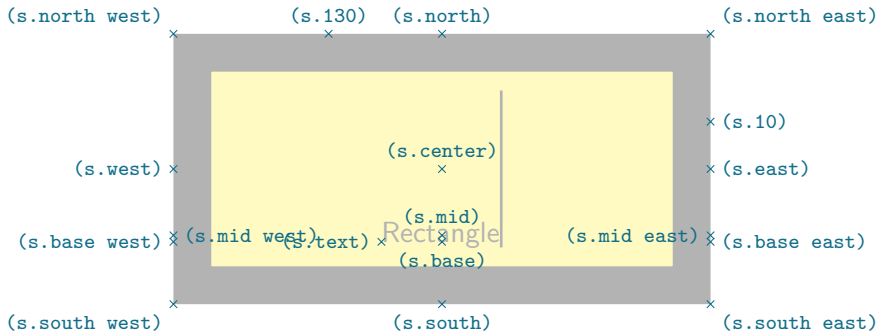 (s.north west) (s.130) (s.north) (s.north east)
(s.10)
(s.center)
(s.west) (s.east)
(s.mid)
(s.mid west) (s.mid east)
(s.base west) (s.text) Rectangle (s.base east)
(s.base)
(s.south west) (s.south) (s.south east)